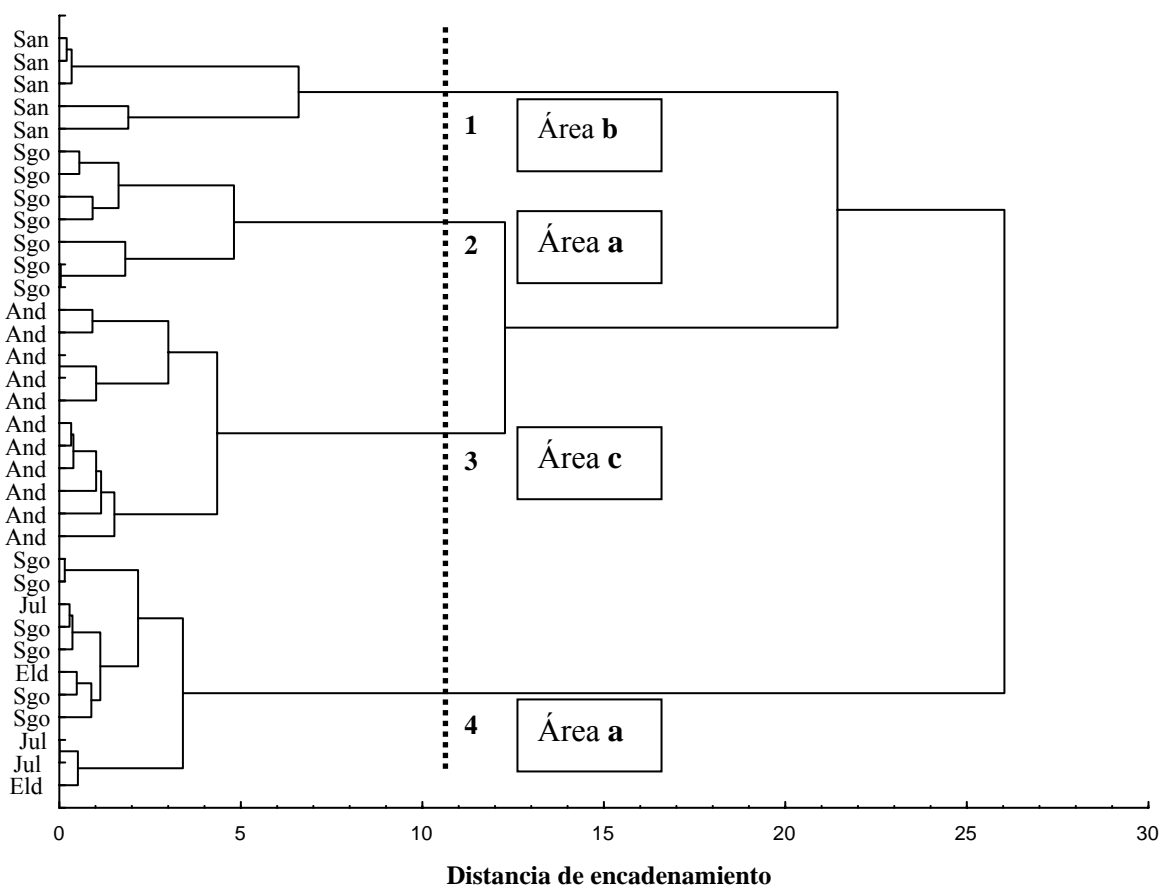 San
San
San
San
San
Sgo
Sgo
Sgo
Sgo
Sgo
Sgo
Sgo
And
And
And
And
And
And
And
And
And
And
And
Sgo
Sgo
Jul
Sgo
Sgo
Eld
Sgo
Sgo
Jul
Jul
Eld
1 Área b
2 Área a
3 Área c
4 Área a
0 5 10 15 20 25 30
Distancia de encadenamiento